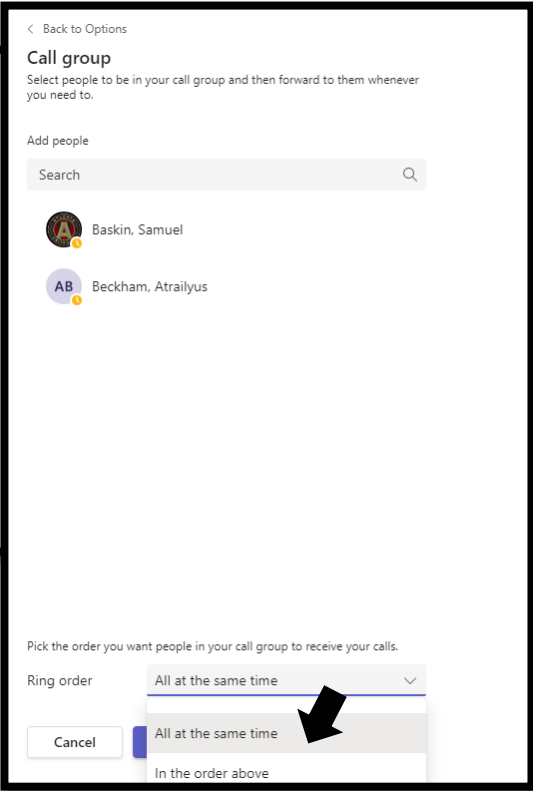 Back to Options
Call group
Select people to be in your call group and then forward to them whenever
you need to.
Add people
Search
Baskin, Samuel
AB Beckham, Atrailyus
Pick the order you want people in your call group to receive your calls.
Ring order All at the same time
All at the same time
Cancel
In the order above